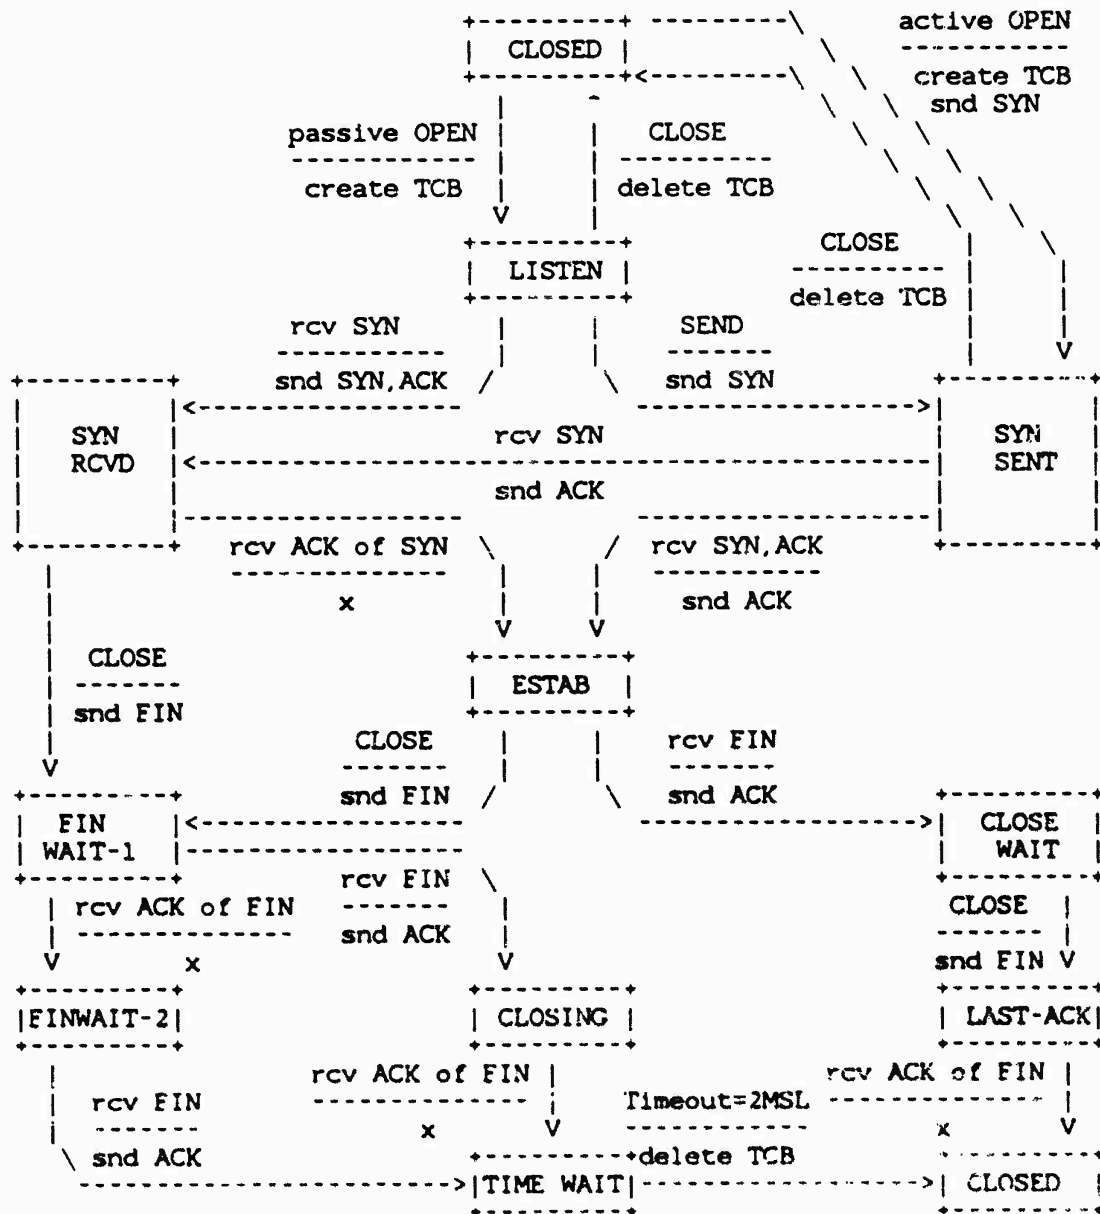 active OPEN
CLOSED
create TCB
snd SYN
passive OPEN
CLOSE
create TCB
delete TCB
CLOSE
LISTEN
delete TCB
rcv SYN
SEND
snd SYN,ACK
snd SYN
SYN
RCVD
rcv SYN
SYN
SENT
snd ACK
rcv ACK of SYN
rcv SYN,ACK
x
snd ACK
CLOSE
ESTAB
snd FIN
CLOSE
rcv FIN
snd FIN
snd ACK
FIN
WAIT-1
CLOSE
WAIT
rcv FIN
rcv ACK of FIN
CLOSE
snd ACK
x
snd FIN
FINWAIT-2
CLOSING
LAST-ACK
rcv ACK of FIN
rcv ACK of FIN
rcv FIN
Timeout=2MSL
x
x
snd ACK
delete TCB
TIME WAIT
CLOSED